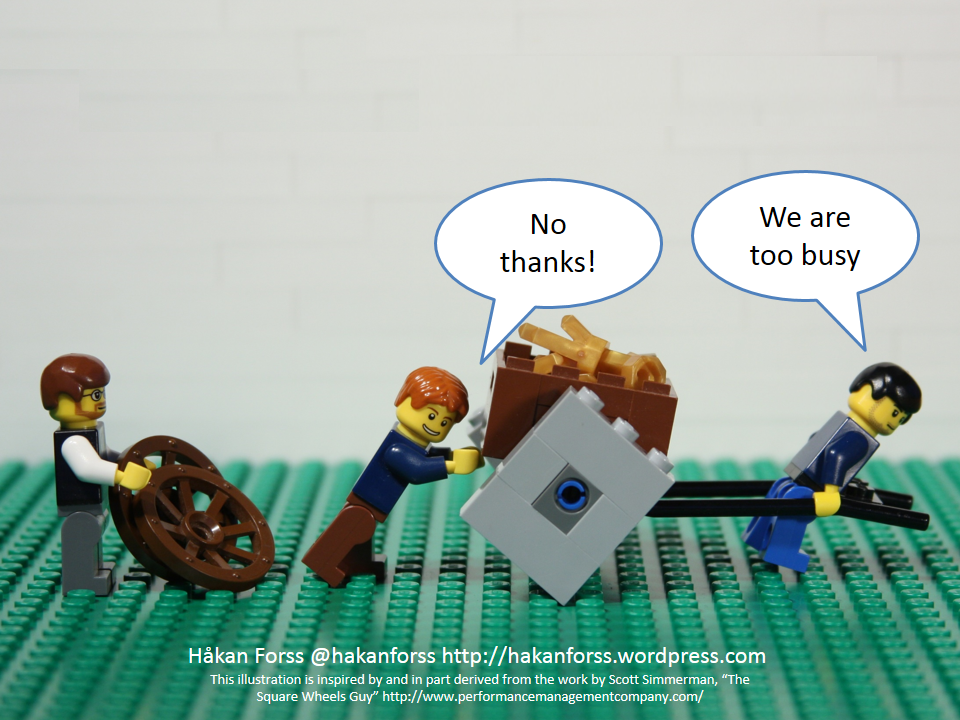 No
thanks!
We are
too busy
Håkan Forss @hakanforss http://hakanforss.wordpress.com
This illustration is inspired by and in part derived from the work by Scott Simmerman, “The
Square Wheels Guy” http://www.performancemanagementcompany.com/